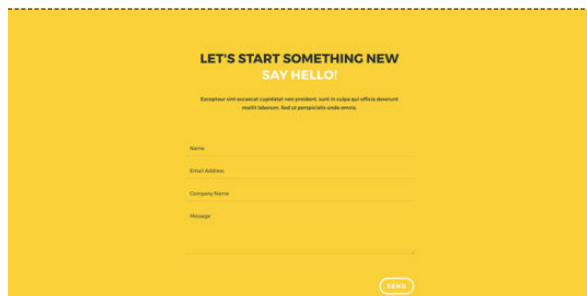 LET'S START SOMETHING NEW
SAY HELLO!
Excepteur sint occaecat cupidatat non proident, sunt in culpa qui officia deserunt
mollit laborum. Sed ut perspiciatis unde omnis.
Name
Email Address
Company Name
Message
SEND